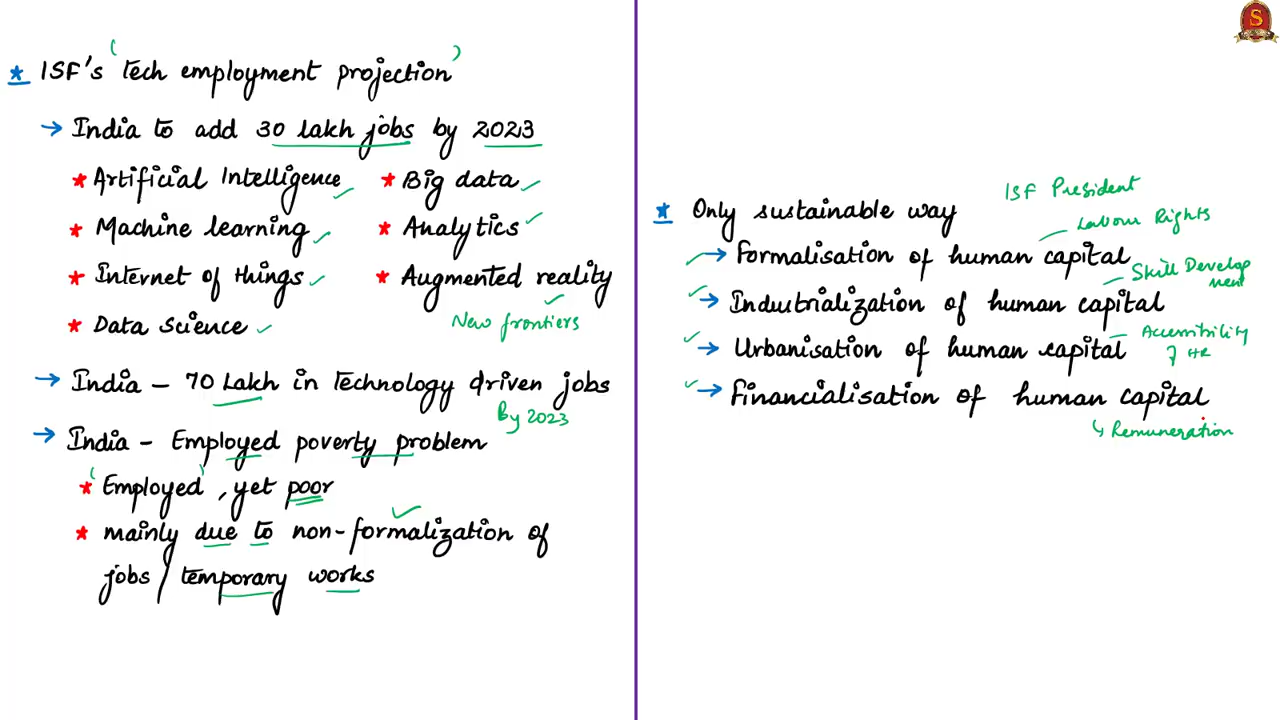 * ISF's 'tech employment projection'
→ India to add 30 lakh jobs by 2023
* Artificial Intelligence * Big data
* Machine learning * Analytics
* Internet of things * Augmented reality
* Data science New frontiers
→ India - 70 Lakh in technology driven jobs
By 2023
→ India - Employed poverty problem
* 'Employed', yet poor
* mainly due to non-formalization of
jobs / temporary works
S
ISF President
* Only sustainable way
Labour Rights
→ Formalisation of human capital
Skill Develop
ment
→ Industrialization of human capital
Accessibility
of HR
→ Urbanisation of human capital
→ Financialisation of human capital
↳ Remuneration